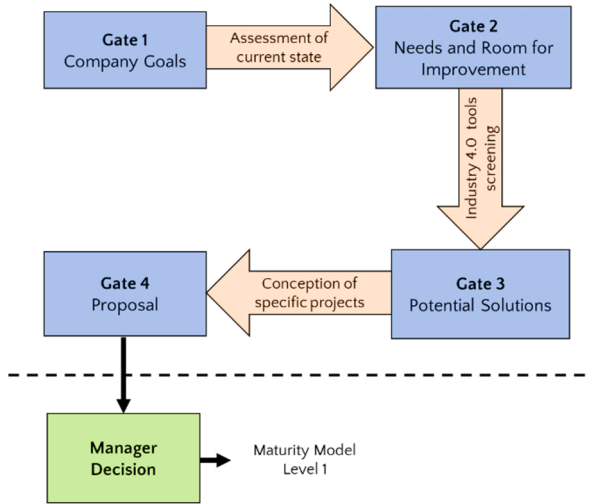 Gate 1
Company Goals
Assessment of
current state
Gate 2
Needs and Room for
Improvement
Industry 4.0 tools
screening
Gate 3
Potential Solutions
Conception of
specific projects
Gate 4
Proposal
Manager
Decision
Maturity Model
Level 1